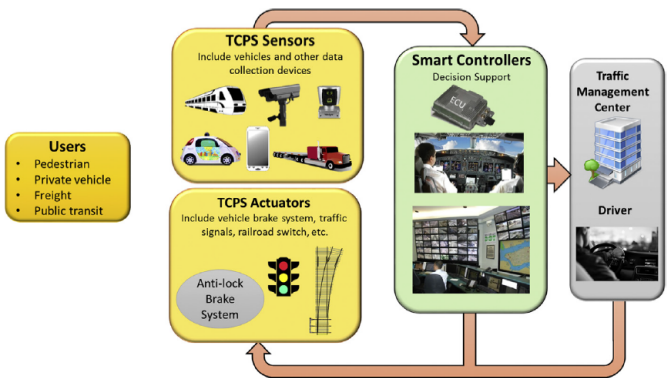 Users
• Pedestrian
• Private vehicle
• Freight
• Public transit
TCPS Sensors
Include vehicles and other data
collection devices
TCPS Actuators
Include vehicle brake system, traffic
signals, railroad switch, etc.
Anti-lock
Brake
System
Smart Controllers
Decision Support
ECU
Traffic
Management
Center
Driver